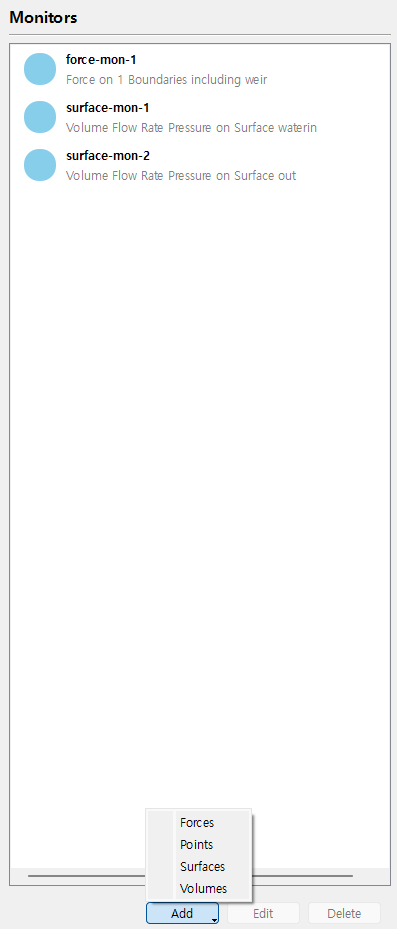 Monitors
force-mon-1
Force on 1 Boundaries including weir
surface-mon-1
Volume Flow Rate Pressure on Surface waterin
surface-mon-2
Volume Flow Rate Pressure on Surface out
Forces
Points
Surfaces
Volumes
Add
Edit
Delete